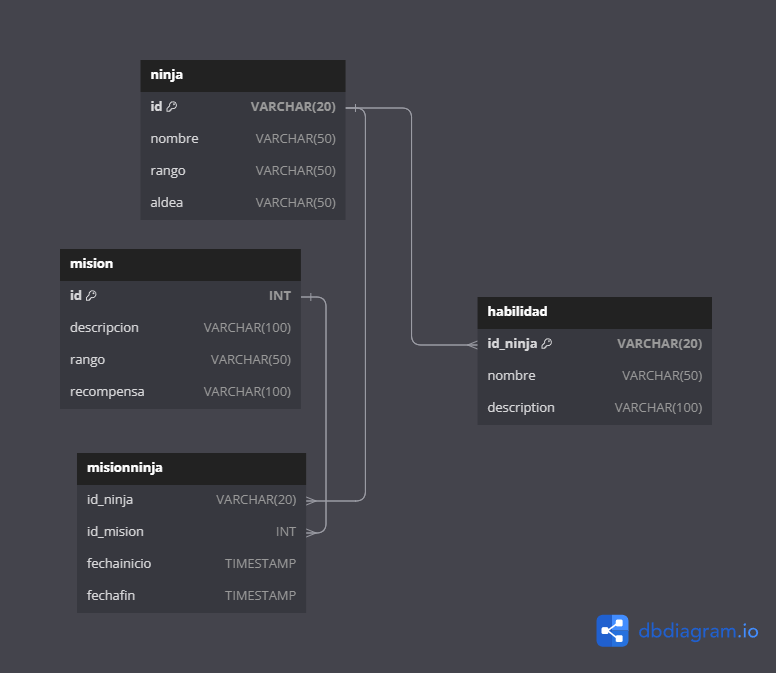 ninja
id VARCHAR(20)
nombre VARCHAR(50)
rango VARCHAR(50)
aldea VARCHAR(50)
mision
id INT
descripcion VARCHAR(100)
rango VARCHAR(50)
recompensa VARCHAR(100)
habilidad
id_ninja VARCHAR(20)
nombre VARCHAR(50)
description VARCHAR(100)
misionninja
id_ninja VARCHAR(20)
id_mision INT
fechainicio TIMESTAMP
fechafin TIMESTAMP
dbdiagram.io